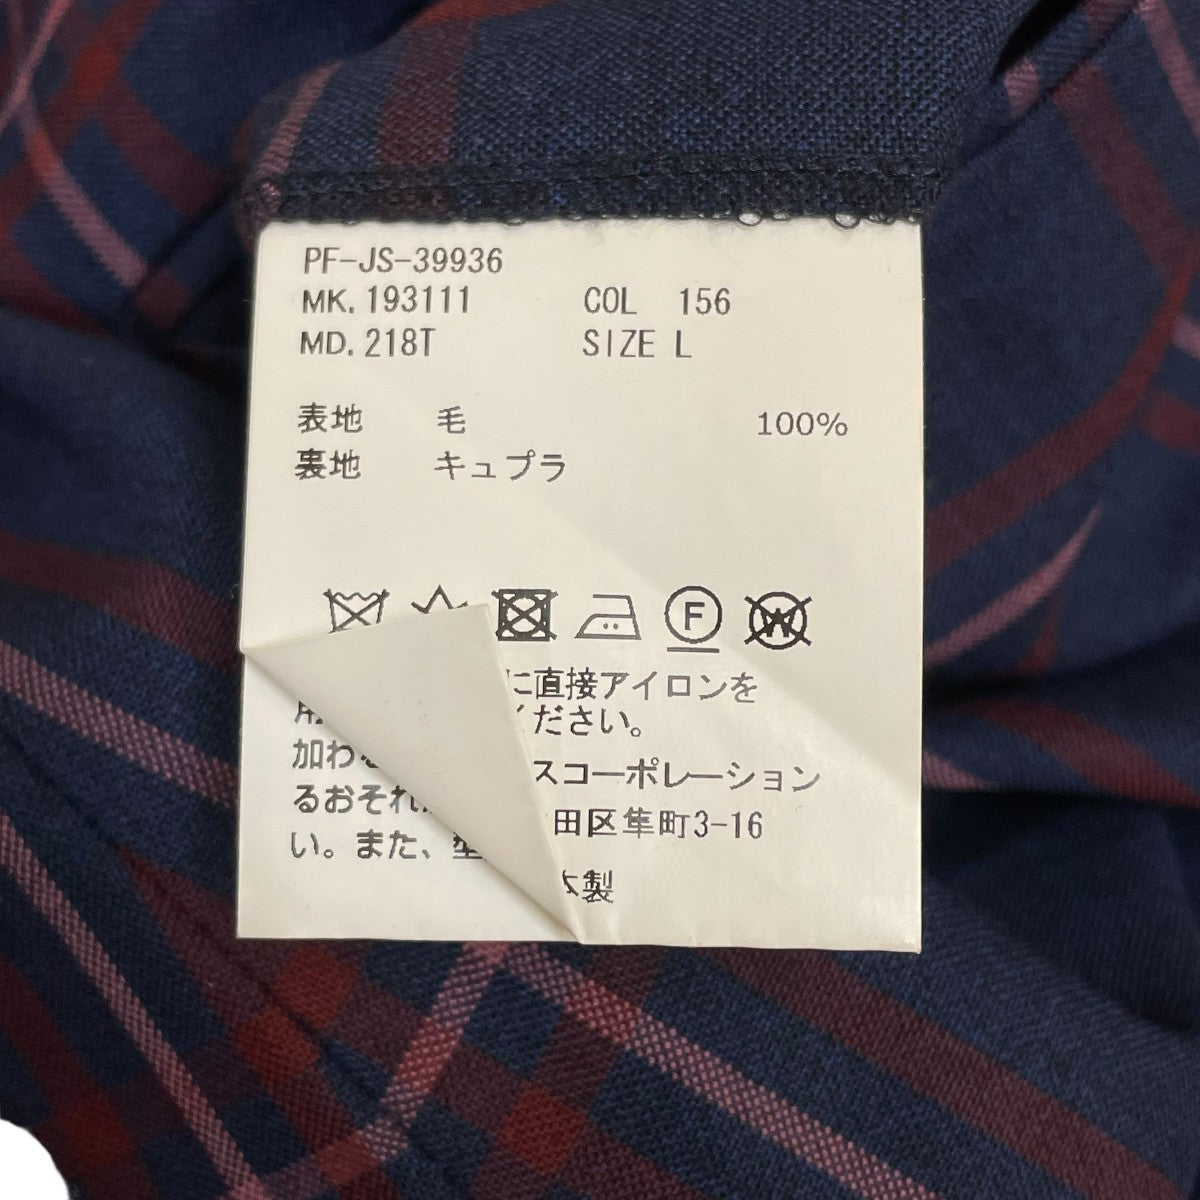 PF-JS-39936
MK. 193111 COL 156
MD. 218T SIZE L
表地 毛 100%
裏地 キュプラ
F W
に直接アイロンを
ください。
加わ
スコーポレーション
るおそれ
田区隼町3-16
い。また、型
本製